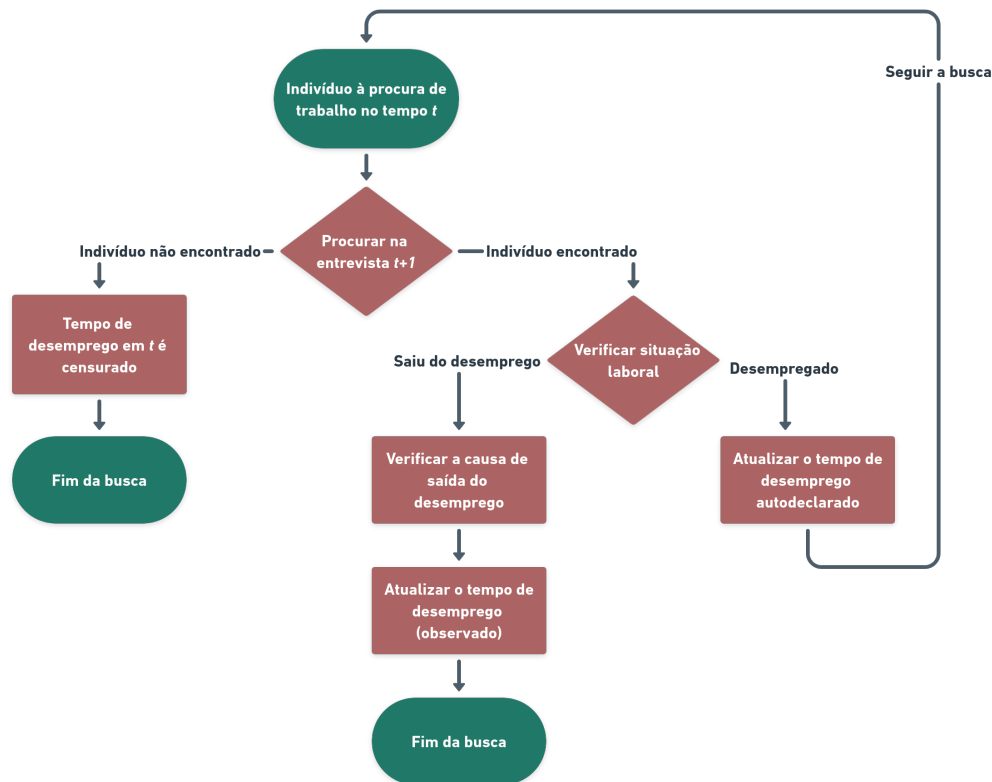 Seguir a busca
Indivíduo à procura de
trabalho no tempo t
Procurar na
entrevista t+1
Indivíduo não encontrado
Indivíduo encontrado
Tempo de
desemprego em t é
censurado
Verificar situação
laboral
Saiu do desemprego
Desempregado
Fim da busca
Verificar a causa de
saída do
desemprego
Atualizar o tempo de
desemprego
autodeclarado
Atualizar o tempo de
desemprego
(observado)
Fim da busca